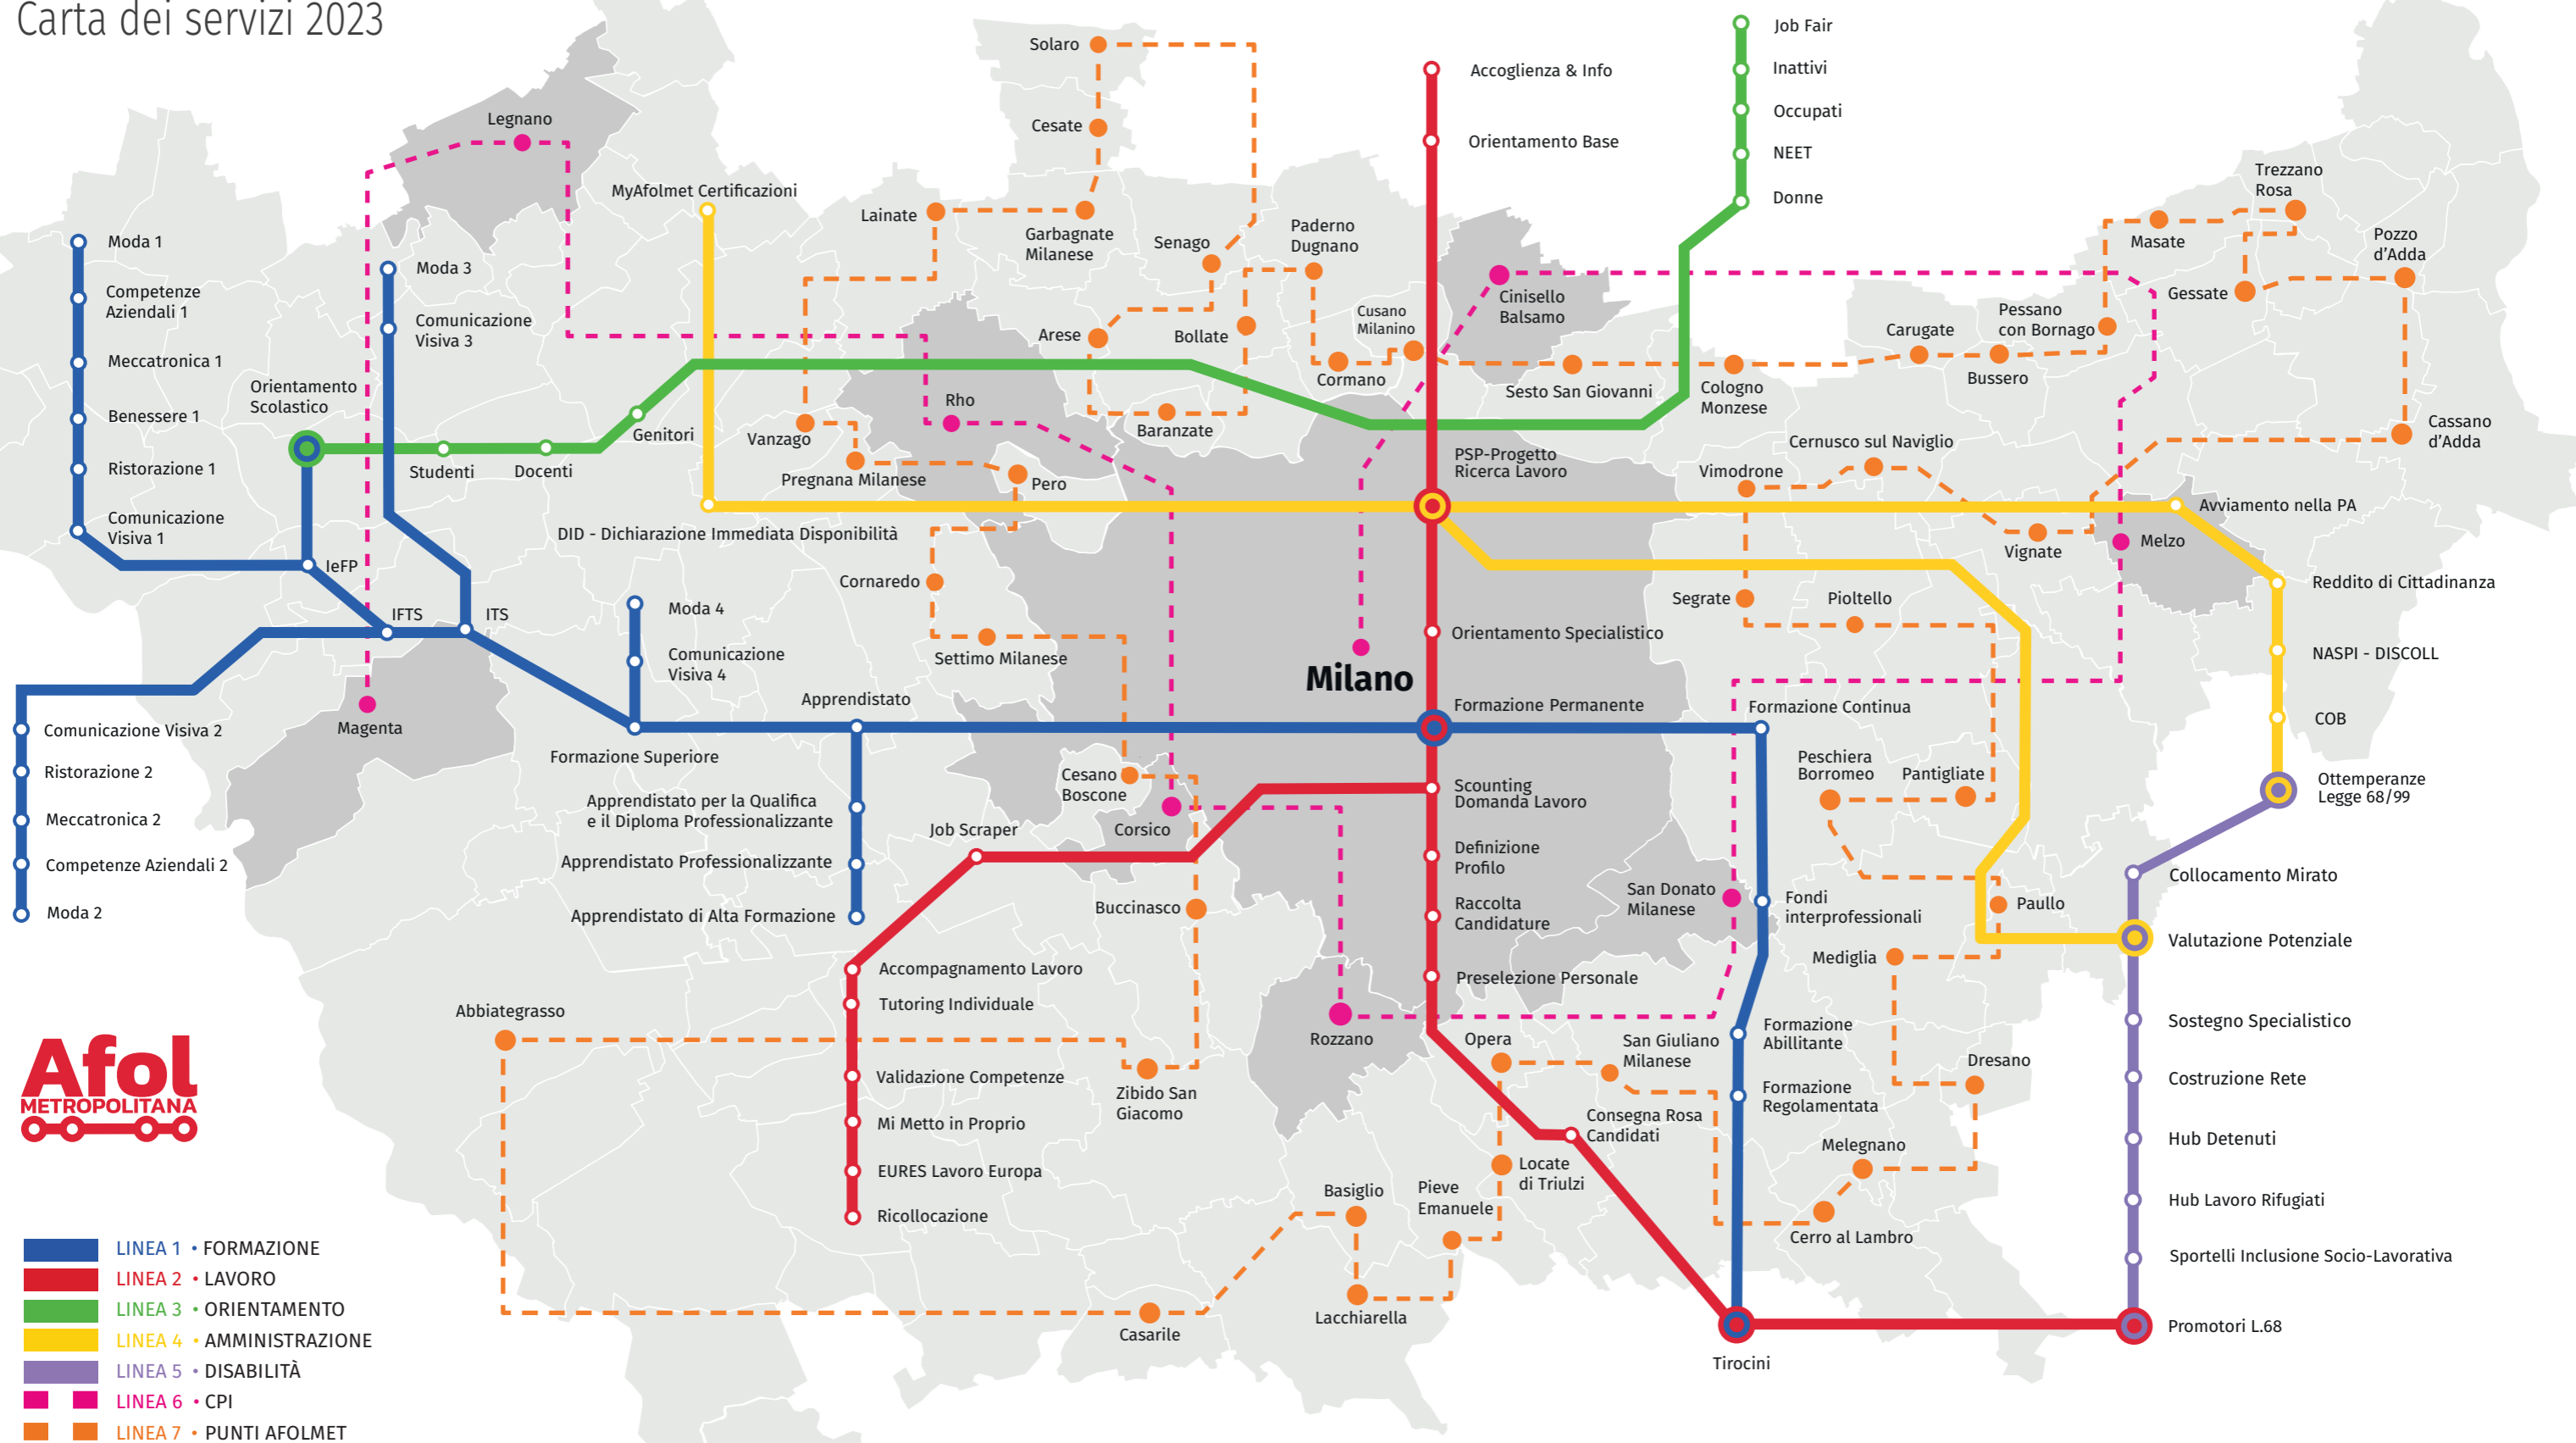 Carta dei servizi 2023
Solaro
Cesate
Legnano
MyAfolmet Certificazioni
Lainate
Garbagnate
Milanese
Senago
Paderno
Dugnano
Arese
Bollate
Baranzate
Cusano
Milanino
Cormano
Accoglienza & Info
Orientamento Base
Cinisello
Balsamo
Sesto San Giovanni
Cologno
Monzese
Job Fair
Inattivi
Occupati
NEET
Donne
Carugate
Bussero
Pessano
con Bornago
Masate
Trezzano
Rosa
Gessate
Pozzo
d’Adda
Cassano
d’Adda
Moda 1
Competenze
Aziendali 1
Meccatronica 1
Benessere 1
Ristorazione 1
Comunicazione
Visiva 1
Moda 3
Comunicazione
Visiva 3
Orientamento
Scolastico
Studenti
Docenti
Genitori
Vanzago
Pregnana Milanese
Rho
Pero
DID - Dichiarazione Immediata Disponibilità
PSP-Progetto
Ricerca Lavoro
Vimodrone
Cernusco sul Naviglio
Vignate
Melzo
Avviamento nella PA
Reddito di Cittadinanza
NASPI - DISCOLL
COB
Ottemperanze
Legge 68/99
IeFP
IFTS
ITS
Magenta
Moda 4
Comunicazione
Visiva 4
Cornaredo
Settimo Milanese
Milano
Orientamento Specialistico
Segrate
Pioltello
Formazione Superiore
Apprendistato
Formazione Permanente
Formazione Continua
Peschiera
Borromeo
Pantigliate
Comunicazione Visiva 2
Ristorazione 2
Meccatronica 2
Competenze Aziendali 2
Moda 2
Apprendistato per la Qualifica
e il Diploma Professionalizzante
Apprendistato Professionalizzante
Apprendistato di Alta Formazione
Cesano
Boscone
Corsico
Job Scraper
Buccinasco
Scounting
Domanda Lavoro
Definizione
Profilo
Raccolta
Candidature
Preselezione Personale
San Donato
Milanese
Fondi
interprofessionali
Paullo
Mediglia
Collocamento Mirato
Valutazione Potenziale
Sostegno Specialistico
Costruzione Rete
Hub Detenuti
Hub Lavoro Rifugiati
Sportelli Inclusione Socio-Lavorativa
Promotori L.68
Abbiategrasso
Accompagnamento Lavoro
Tutoring Individuale
Validazione Competenze
Mi Metto in Proprio
EURES Lavoro Europa
Ricollocazione
Zibido San
Giacomo
Rozzano
Opera
San Giuliano
Milanese
Formazione
Abillitante
Formazione
Regolamentata
Dresano
Consegna Rosa
Candidati
Locate
di Triulzi
Melegnano
Cerro al Lambro
Basiglio
Pieve
Emanuele
Lacchiarella
Casarile
Tirocini
Afol
METROPOLITANA
LINEA 1 • FORMAZIONE
LINEA 2 • LAVORO
LINEA 3 • ORIENTAMENTO
LINEA 4 • AMMINISTRAZIONE
LINEA 5 • DISABILITÀ
LINEA 6 • CPI
LINEA 7 • PUNTI AFOLMET